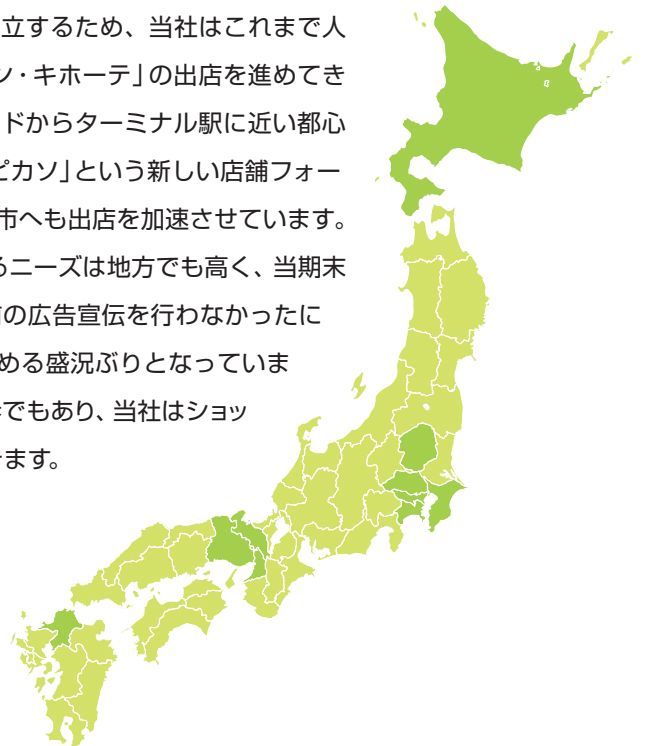 立するため、当社はこれまで人
ン・キホーテ」の出店を進めてき
ドからターミナル駅に近い都心
ピカソ」という新しい店舗フォー
市へも出店を加速させています。
るニーズは地方でも高く、当期末
の広告宣伝を行わなかったに
める盛況ぶりとなっていま
でもあり、当社はショッ
ます。